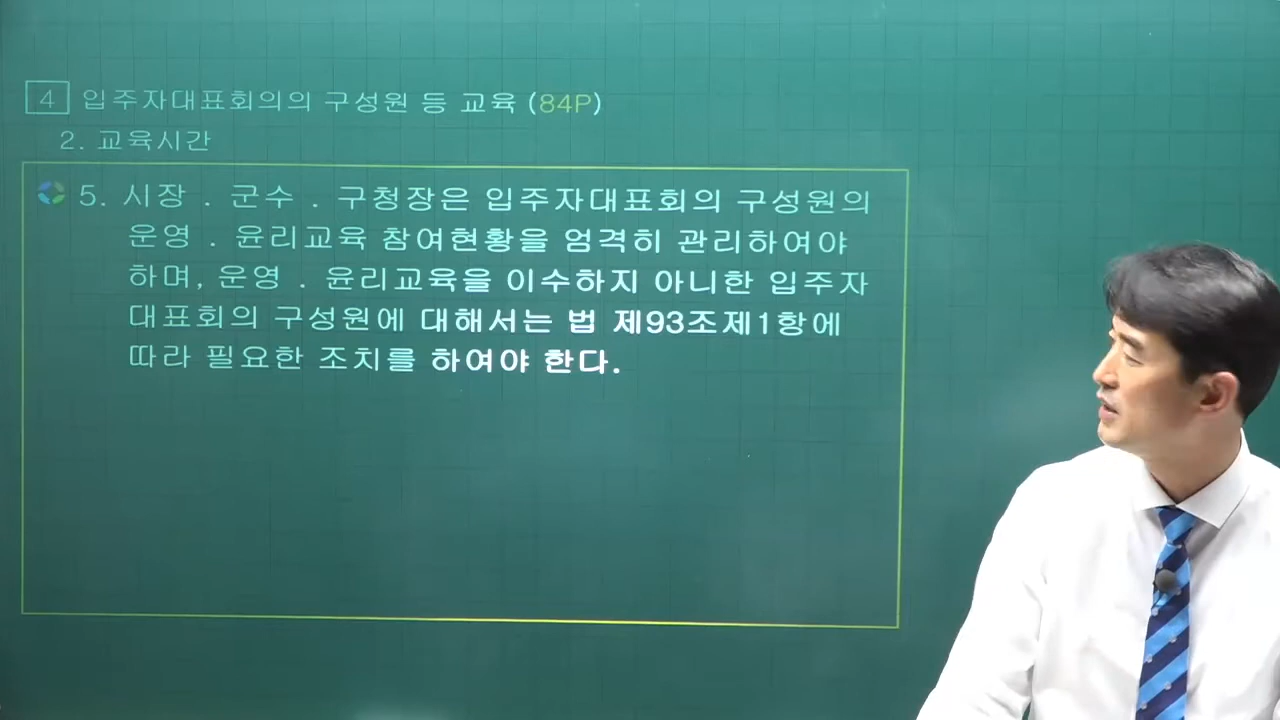 4 입주자대표회의의 구성원 등 교육 (84P)
2. 교육시간
5. 시장 . 군수 . 구청장은 입주자대표회의 구성원의
운영 . 윤리교육 참여현황을 엄격히 관리하여야
하며, 운영 . 윤리교육을 이수하지 아니한 입주자
대표회의 구성원에 대해서는 법 제93조제1항에
따라 필요한 조치를 하여야 한다.